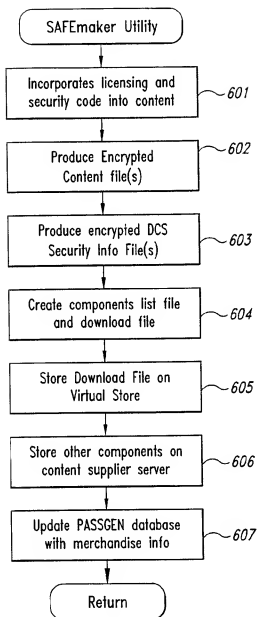 SAFEmaker Utility
Incorporates licensing and
security code into content
601
Produce Encrypted
Content file(s)
602
Produce encrypted DCS
Security Info File(s)
603
Create components list file
and download file
604
Store Download File on
Virtual Store
605
Store other components on
content supplier server
606
Update PASSGEN database
with merchandise info
607
Return